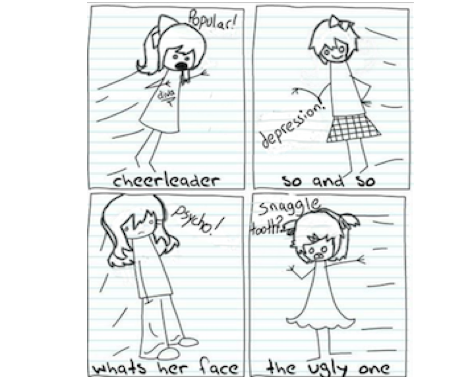 Popular!
diva
cheerleader
depression!
so and so
psycho!
whats her face
snaggle
tooth?
the ugly one